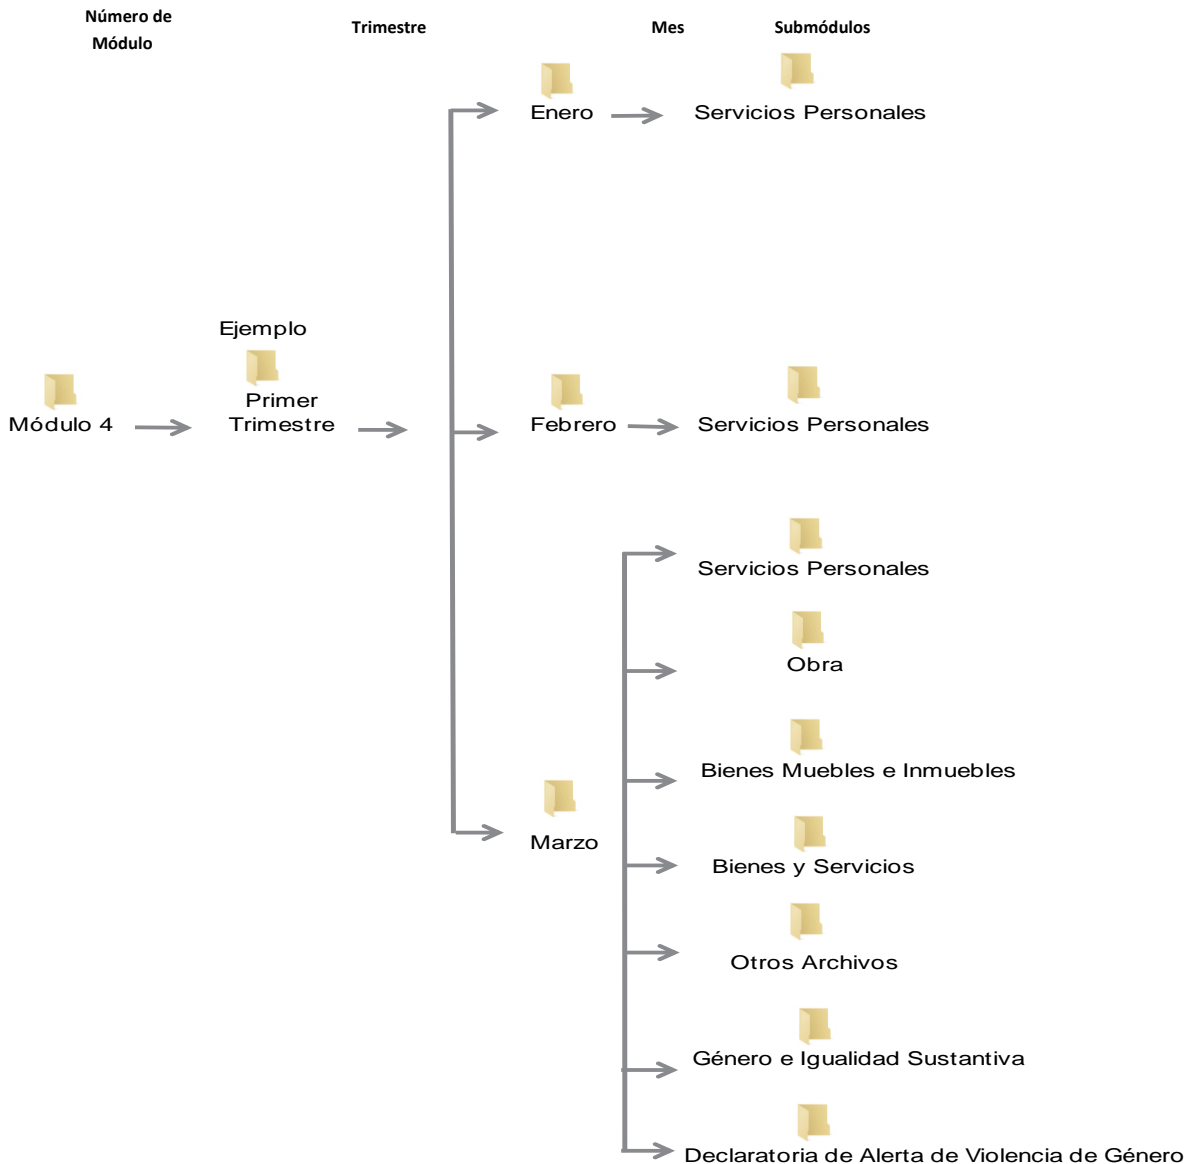 Número de
Módulo
Trimestre
Mes
Submódulos
Enero
Servicios Personales
Ejemplo
Módulo 4
Primer
Trimestre
Febrero
Servicios Personales
Servicios Personales
Obra
Bienes Muebles e Inmuebles
Marzo
Bienes y Servicios
Otros Archivos
Género e Igualdad Sustantiva
Declaratoria de Alerta de Violencia de Género